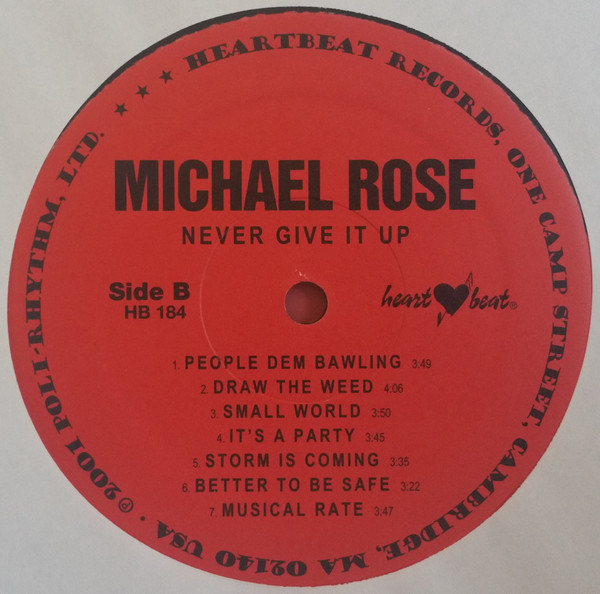 ★ ★ ★ HEARTBEAT RECORDS, ONE CAMP STREET, CAMBRIDGE, MA 02140 USA. ℗2001 POLI-RHYTHM, LTD.
MICHAEL ROSE
NEVER GIVE IT UP
Side B
HB 184
heart beat®
1. PEOPLE DEM BAWLING 3:49
2. DRAW THE WEED 4:06
3. SMALL WORLD 3:50
4. IT'S A PARTY 3:45
5. STORM IS COMING 3:35
6. BETTER TO BE SAFE 3:22
7. MUSICAL RATE 3:47